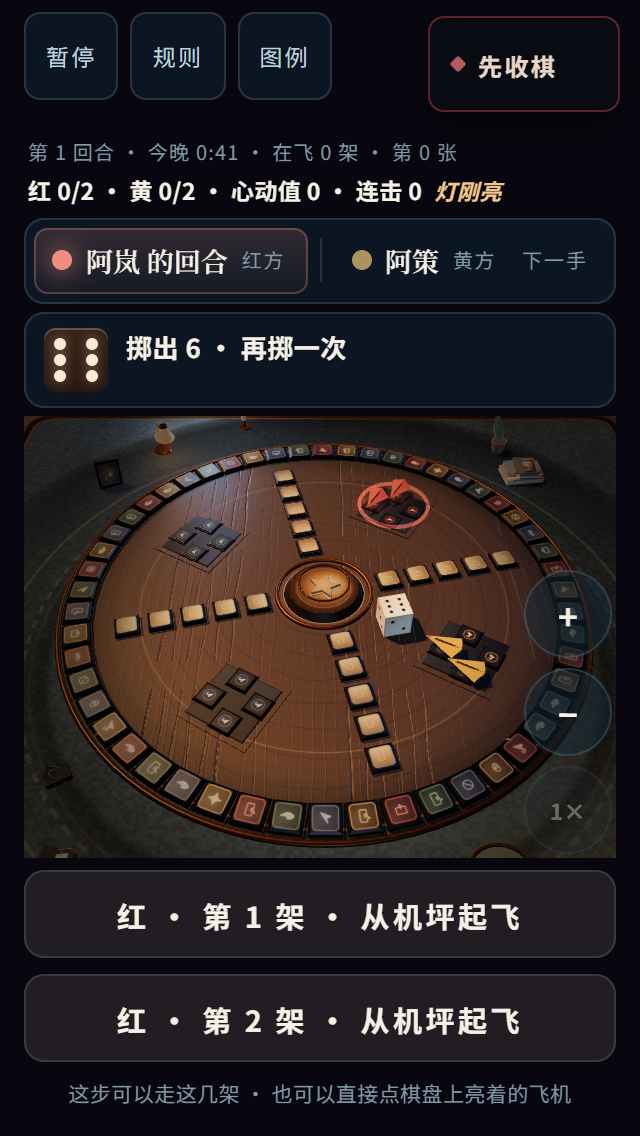 暂停 规则 图例 先收棋
第 1 回合 · 今晚 0:41 · 在飞 0 架 · 第 0 张
红 0/2 · 黄 0/2 · 心动值 0 · 连击 0 灯刚亮
阿岚 的回合 红方 阿策 黄方 下一手
掷出 6 · 再掷一次
+
−
1×
红 · 第 1 架 · 从机坪起飞
红 · 第 2 架 · 从机坪起飞
这步可以走这几架 · 也可以直接点棋盘上亮着的飞机